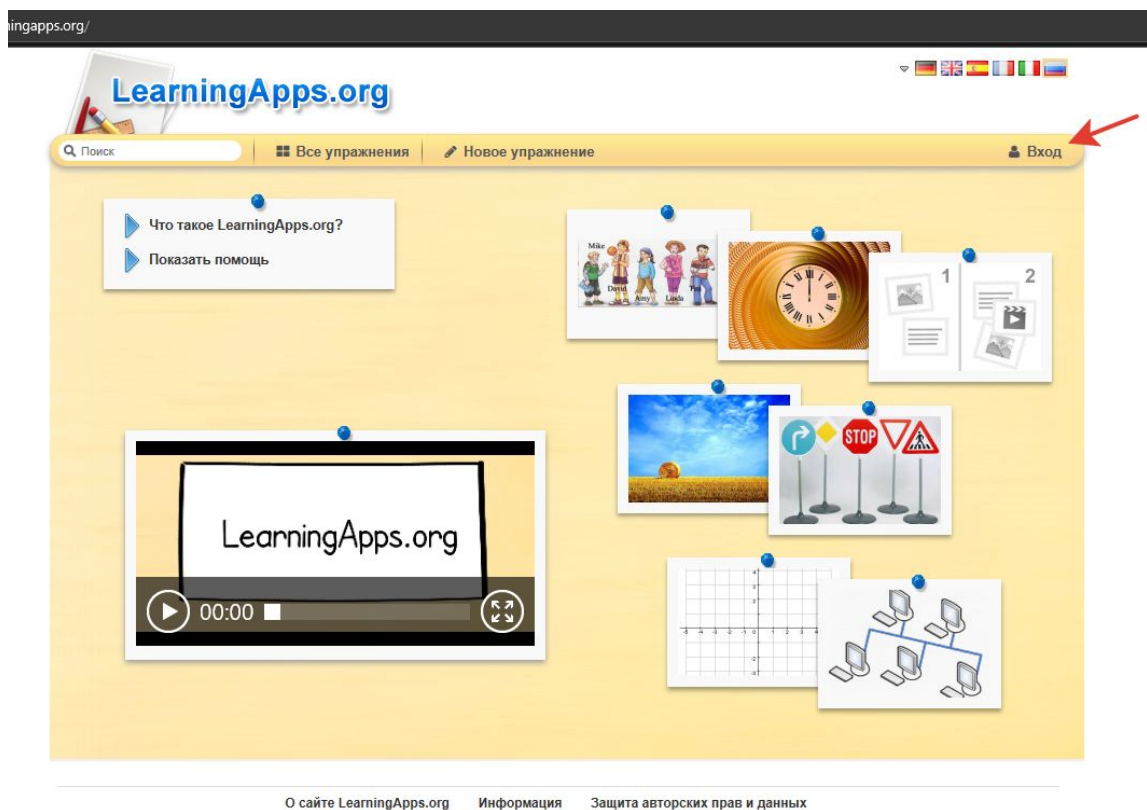 ingapps.org/
LearningApps.org
Поиск
Все упражнения
Новое упражнение
Вход
Что такое LearningApps.org?
Показать помощь
Mike
David
Amy
Linda
1
2
STOP
LearningApps.org
00:00
О сайте LearningApps.org Информация Защита авторских прав и данных